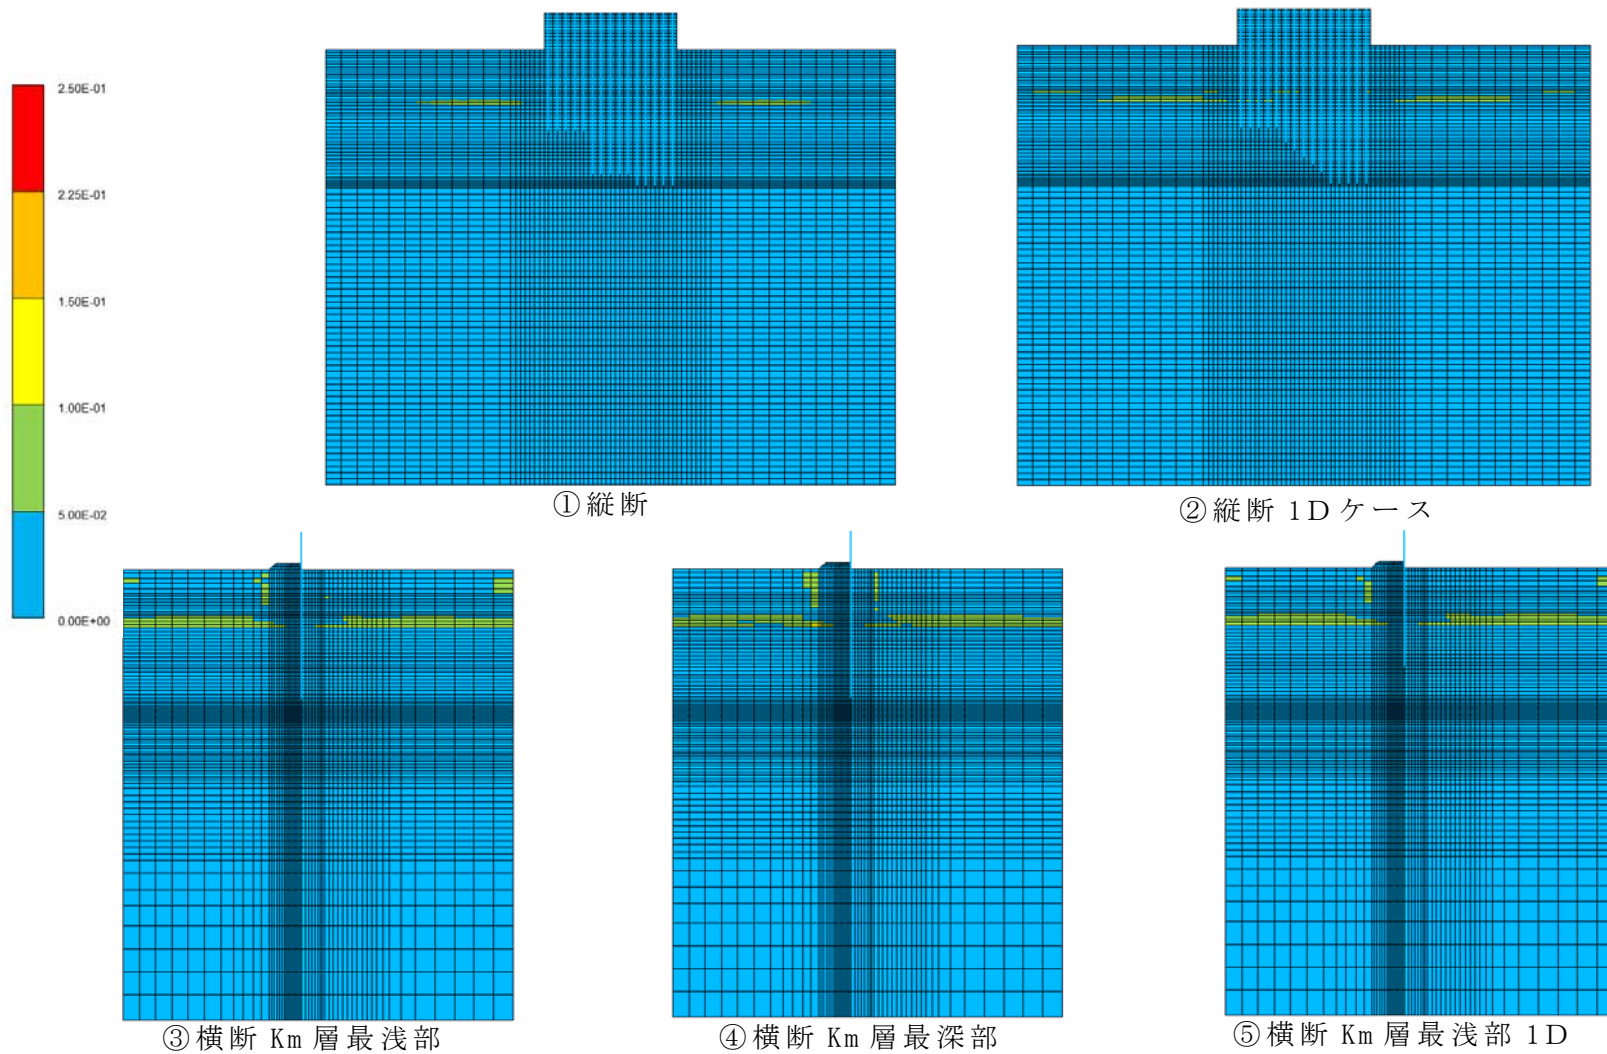 2.50E-01
2.25E-01
1.50E-01
1.00E-01
5.00E-02
0.00E+00
①縦断
②縦断 1Dケース
③横断 Km 層最浅部
④横断 Km 層最深部
⑤横断 Km 層最浅部 1D